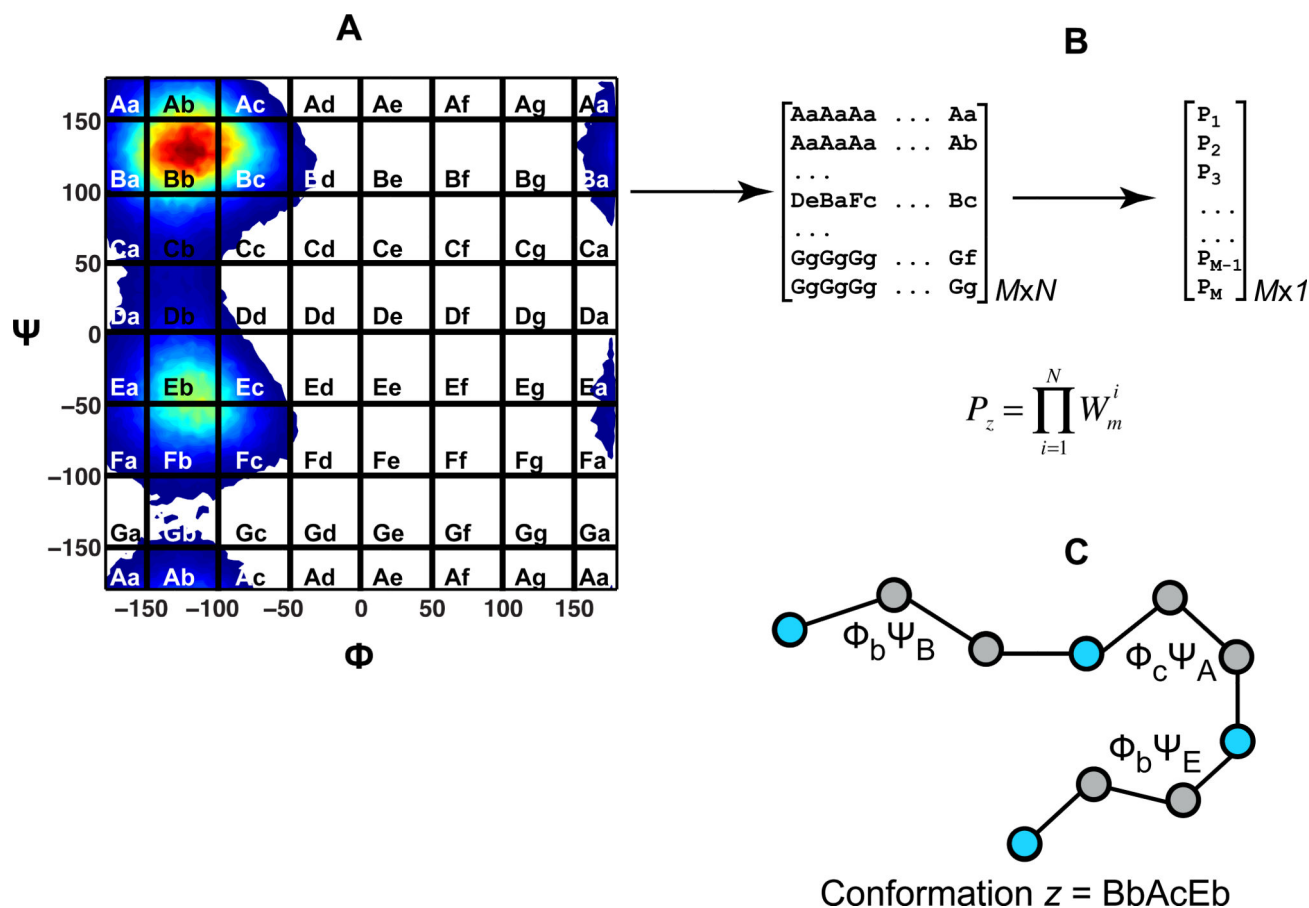 A
B
Aa Ab Ac Ad Ae Af Ag Aa
150
Ba Bb Bc Bd Be Bf Bg Ba
100
Ca Cb Cc Cd Ce Cf Cg Ca
50
Da Db Dd Dd De Df Dg Da
Ψ
0
Ea Eb Ec Ed Ee Ef Eg Ea
−50
Fa Fb Fc Fd Fe Ff Fg Fa
−100
Ga Gb Gc Gd Ge Gf Gg Ga
−150
Aa Ab Ac Ad Ae Af Ag Aa
−150 −100 −50 0 50 100 150
Φ
AaAaAa ... Aa
AaAaAa ... Ab
...
DeBaFc ... Bc
...
GgGgGg ... Gf
GgGgGg ... Gg
MxN
P1
P2
P3
...
...
PM-1
PM
Mx1
Pz = ∏ i=1 N W m i
C
ΦbΨB
ΦcΨA
ΦbΨE
Conformation z = BbAcEb